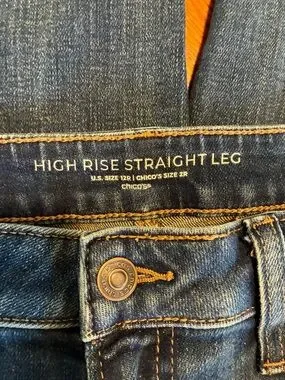 HIGH RISE STRAIGHT LEG
U.S. SIZE 12R | CHICO'S SIZE 2R
chico's®